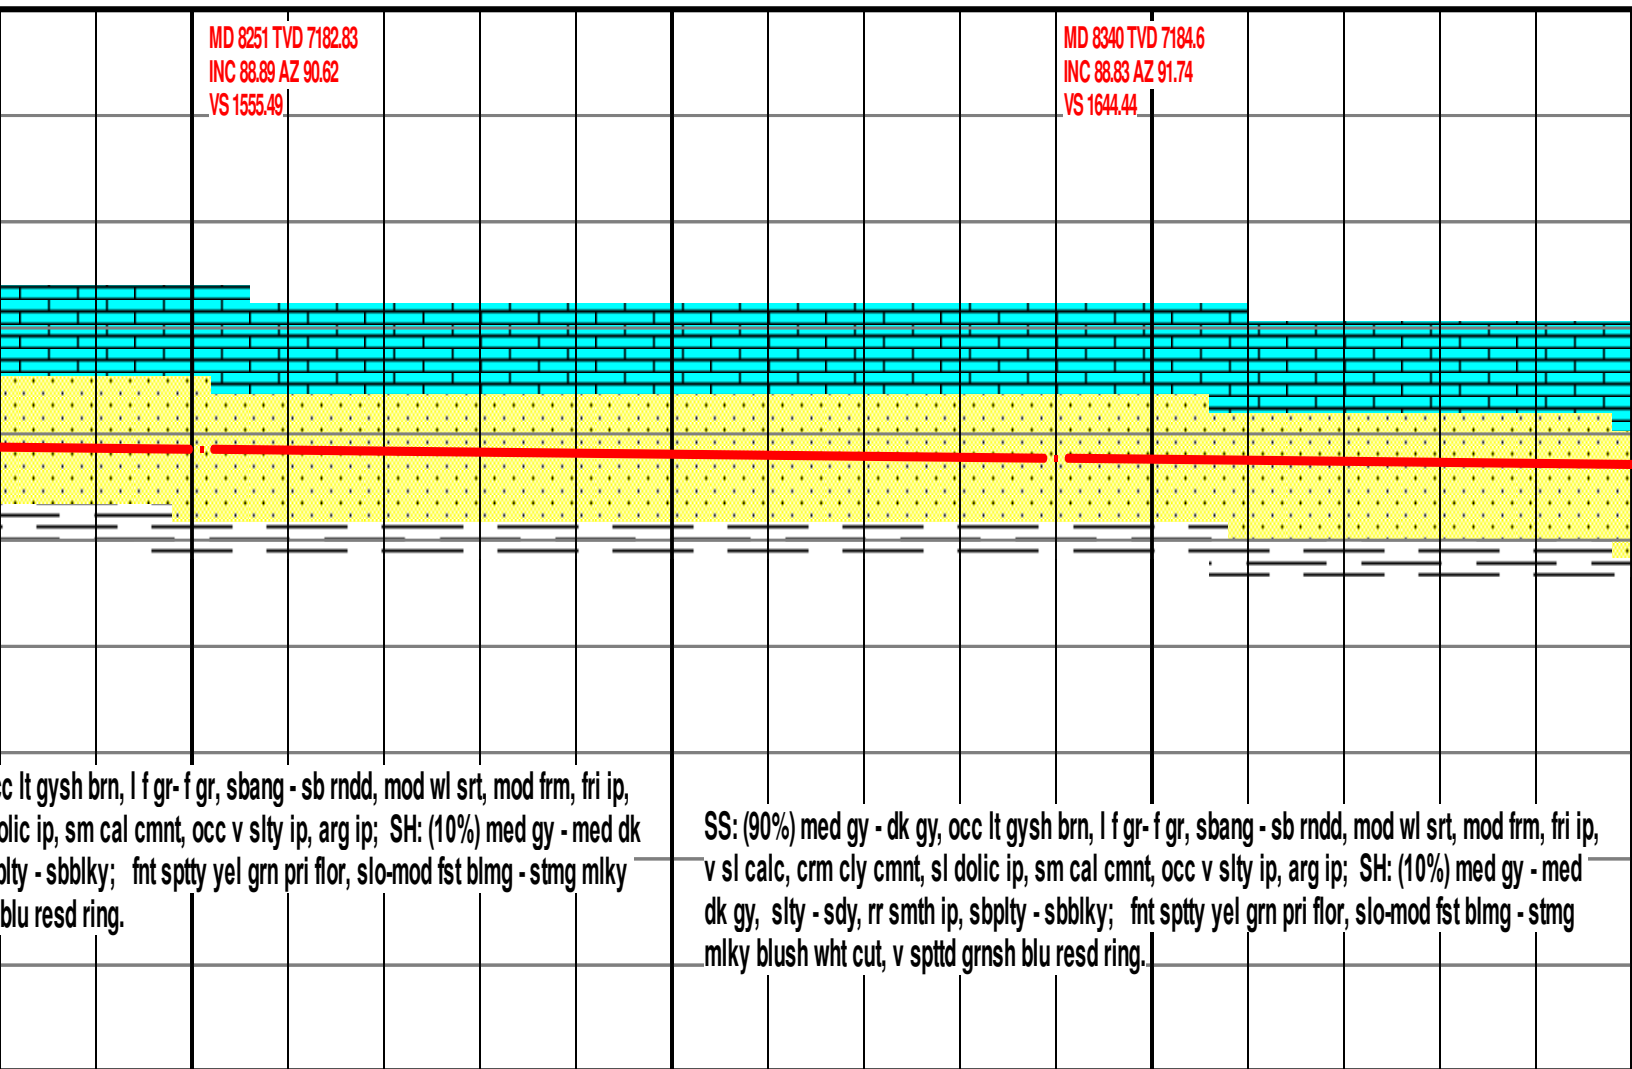 MD 8251 TVD 7182.83
INC 88.89 AZ 90.62
VS 1555.49
MD 8340 TVD 7184.6
INC 88.83 AZ 91.74
VS 1644.44
lt gysh brn, l f gr- f gr, sbang - sb rndd, mod wl srt, mod frm, fri ip,
ip, sm cal cmnt, occ v slty ip, arg ip; SH: (10%) med gy - med dk
- sbblky; fnt sptty yel grn pri flor, slo-mod fst blmg - stmg mlky
blu resd ring.
SS: (90%) med gy - dk gy, occ lt gysh brn, l f gr- f gr, sbang - sb rndd, mod wl srt, mod frm, fri ip,
v sl calc, crm cly cmnt, sl dolic ip, sm cal cmnt, occ v slty ip, arg ip; SH: (10%) med gy - med
dk gy, slty - sdy, rr smth ip, sbplty - sbblky; fnt sptty yel grn pri flor, slo-mod fst blmg - stmg
mlky blush wht cut, v spttd grnsh blu resd ring.